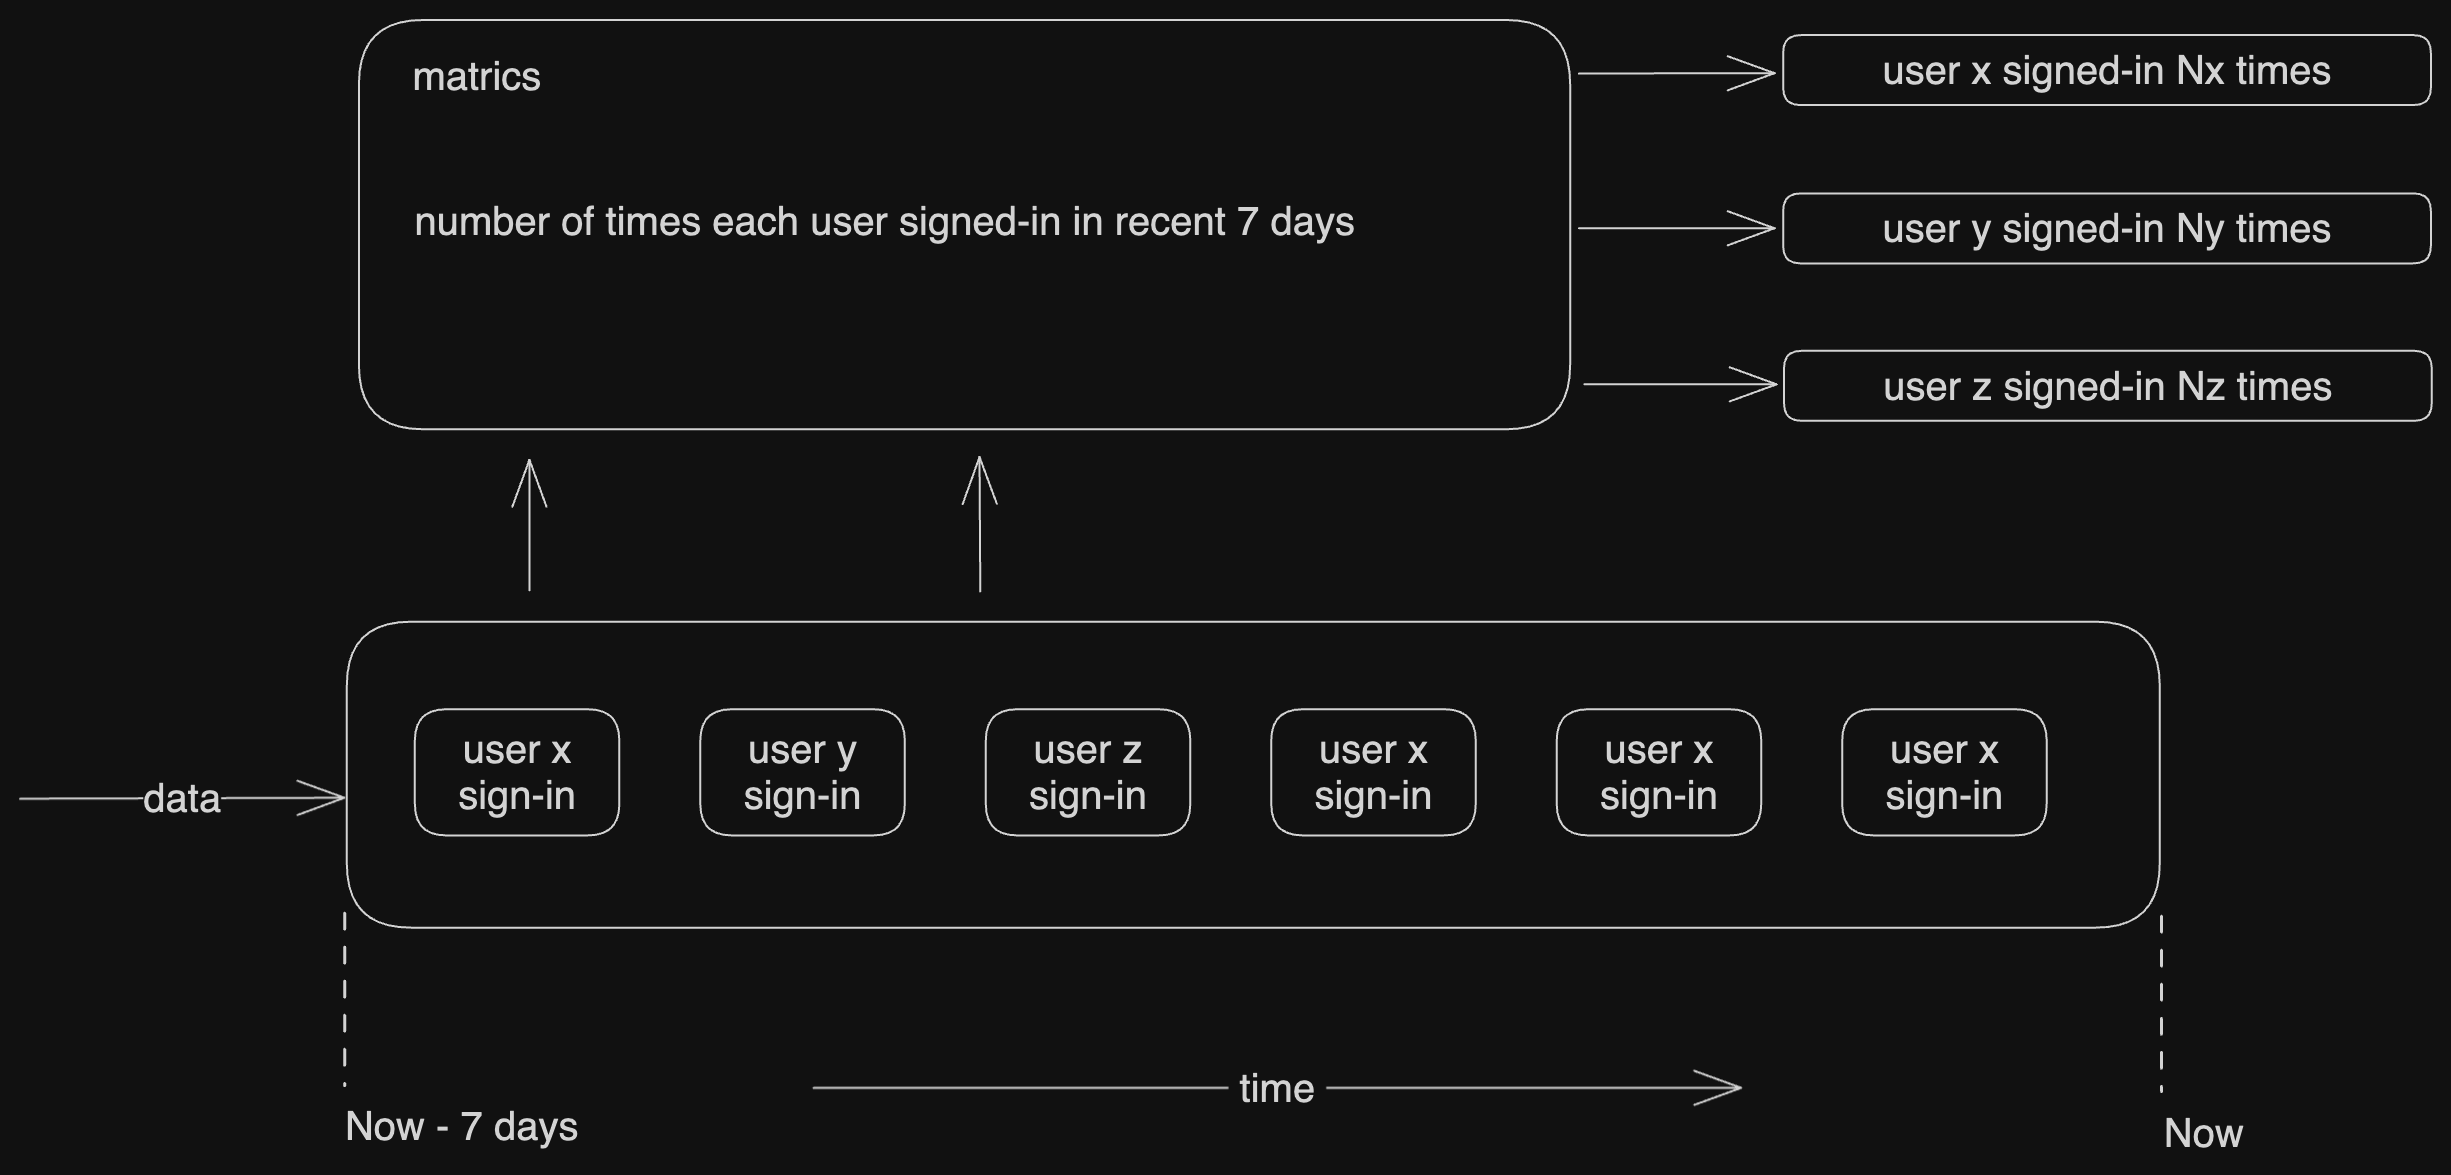 matrics
number of times each user signed-in in recent 7 days
user x signed-in Nx times
user y signed-in Ny times
user z signed-in Nz times
data
user x
sign-in
user y
sign-in
user z
sign-in
user x
sign-in
user x
sign-in
user x
sign-in
time
Now - 7 days
Now